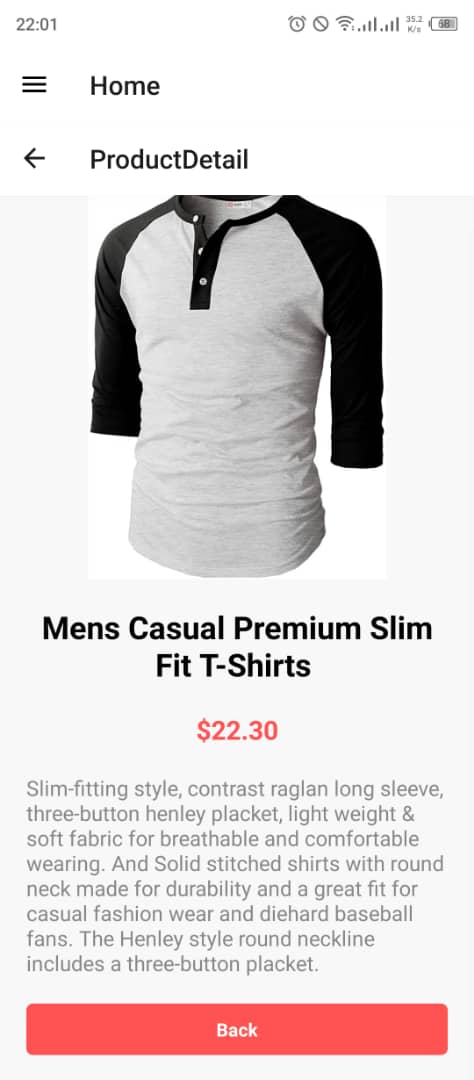 22:01
35.2
K/s
68
Home
ProductDetail
Mens Casual Premium Slim
Fit T-Shirts
$22.30
Slim-fitting style, contrast raglan long sleeve,
three-button henley placket, light weight &
soft fabric for breathable and comfortable
wearing. And Solid stitched shirts with round
neck made for durability and a great fit for
casual fashion wear and diehard baseball
fans. The Henley style round neckline
includes a three-button placket.
Back